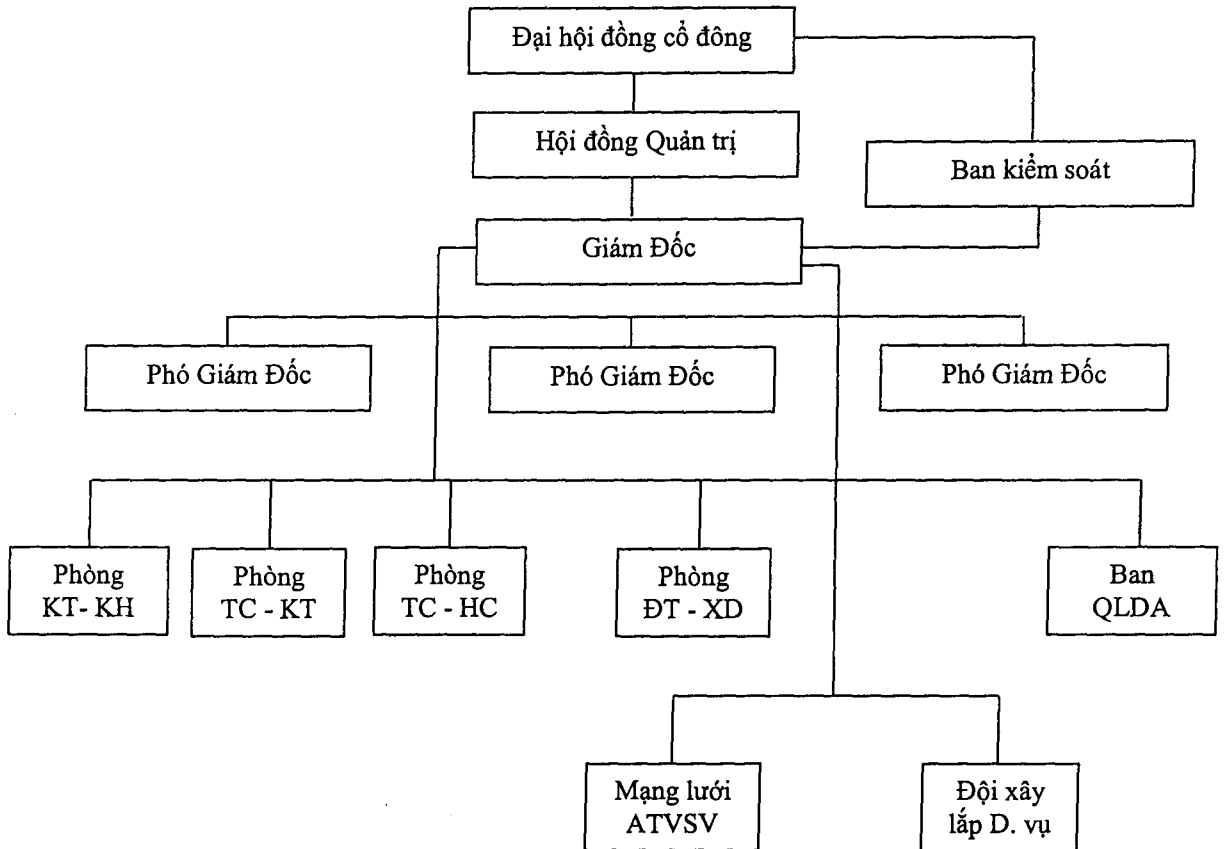 Đại hội đồng cổ đông
Hội đồng Quản trị
Ban kiểm soát
Giám Đốc
Phó Giám Đốc
Phó Giám Đốc
Phó Giám Đốc
Phòng
KT- KH
Phòng
TC - KT
Phòng
TC - HC
Phòng
ĐT - XD
Ban
QLDA
Mạng lưới
ATVSV
Đội xây
lắp D. vụ